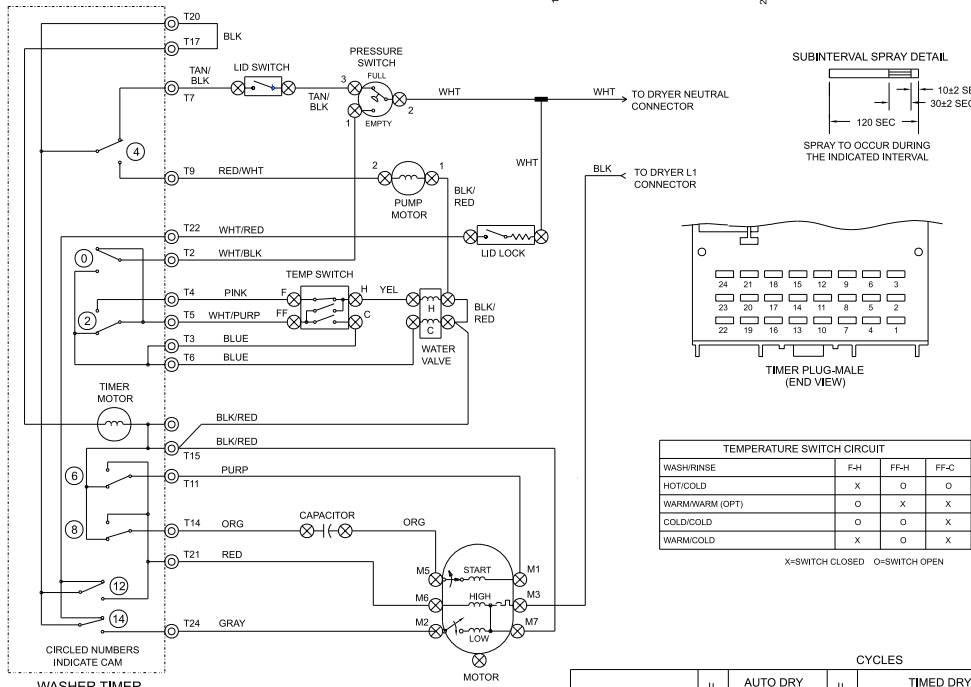 T20
BLK
T17
PRESSURE
SWITCH
LID SWITCH
FULL
TAN/
BLK
3
TAN/
BLK
T7
2
WHT
WHT
TO DRYER NEUTRAL
CONNECTOR
1
EMPTY
SUBINTERVAL SPRAY DETAIL
10±2
30±2
120 SEC
SPRAY TO OCCUR DURING
THE INDICATED INTERVAL
4
T9
RED/WHT
2
1
PUMP
MOTOR
BLK/
RED
WHT
BLK
TO DRYER L1
CONNECTOR
T22
WHT/RED
LID LOCK
0
T2
WHT/BLK
TEMP SWITCH
T4
PINK
F
H
YEL
2
T5
WHT/PURP
FF
C
H
C
BLK/
RED
T3
BLUE
T6
BLUE
WATER
VALVE
24 21 18 15 12 9 6 3
23 20 17 14 11 8 5 2
22 19 16 13 10 7 4 1
TIMER PLUG-MALE
(END VIEW)
TIMER
MOTOR
BLK/RED
BLK/RED
T15
6
PURP
T11
8
T14
ORG
CAPACITOR
ORG
T21
RED
M5
START
M1
M6
HIGH
M3
12
M2
LOW
M7
14
T24
GRAY
MOTOR
CIRCLED NUMBERS
INDICATE CAM
WASHER TIMER
TEMPERATURE SWITCH CIRCUIT
WASH/RINSE F-H FF-H FF-C
HOT/COLD X O O
WARM/WARM (OPT) O X X
COLD/COLD O O X
WARM/COLD X O X
X=SWITCH CLOSED O=SWITCH OPEN
CYCLES
AUTO DRY
TIMED DRY